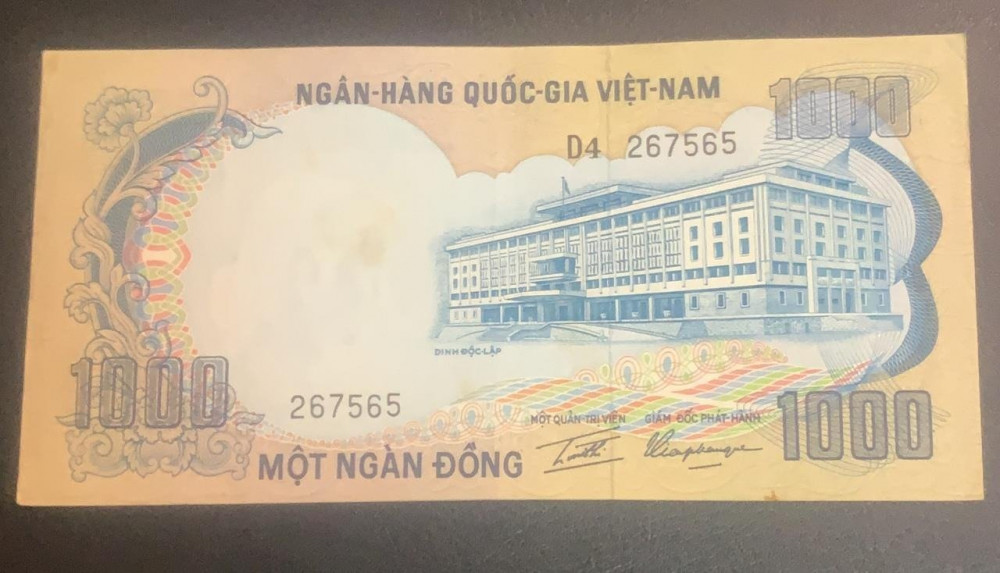 NGÂN-HÀNG QUỐC-GIA VIỆT-NAM
1000
D4 267565
DINH ĐỘC-LẬP
1000
267565
MỘT QUẢN-TRỊ VIÊN
GIÁM ĐỐC PHÁT-HÀNH
1000
MỘT NGÀN ĐỒNG